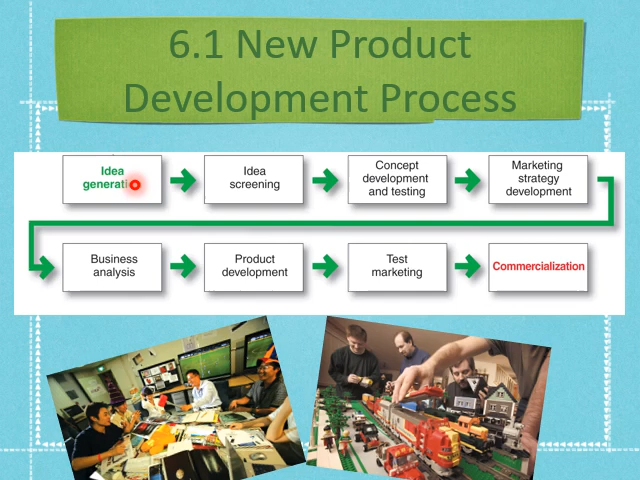 6.1 New Product
Development Process
Idea
generati
Idea
screening
Concept
development
and testing
Marketing
strategy
development
Business
analysis
Product
development
Test
marketing
Commercialization